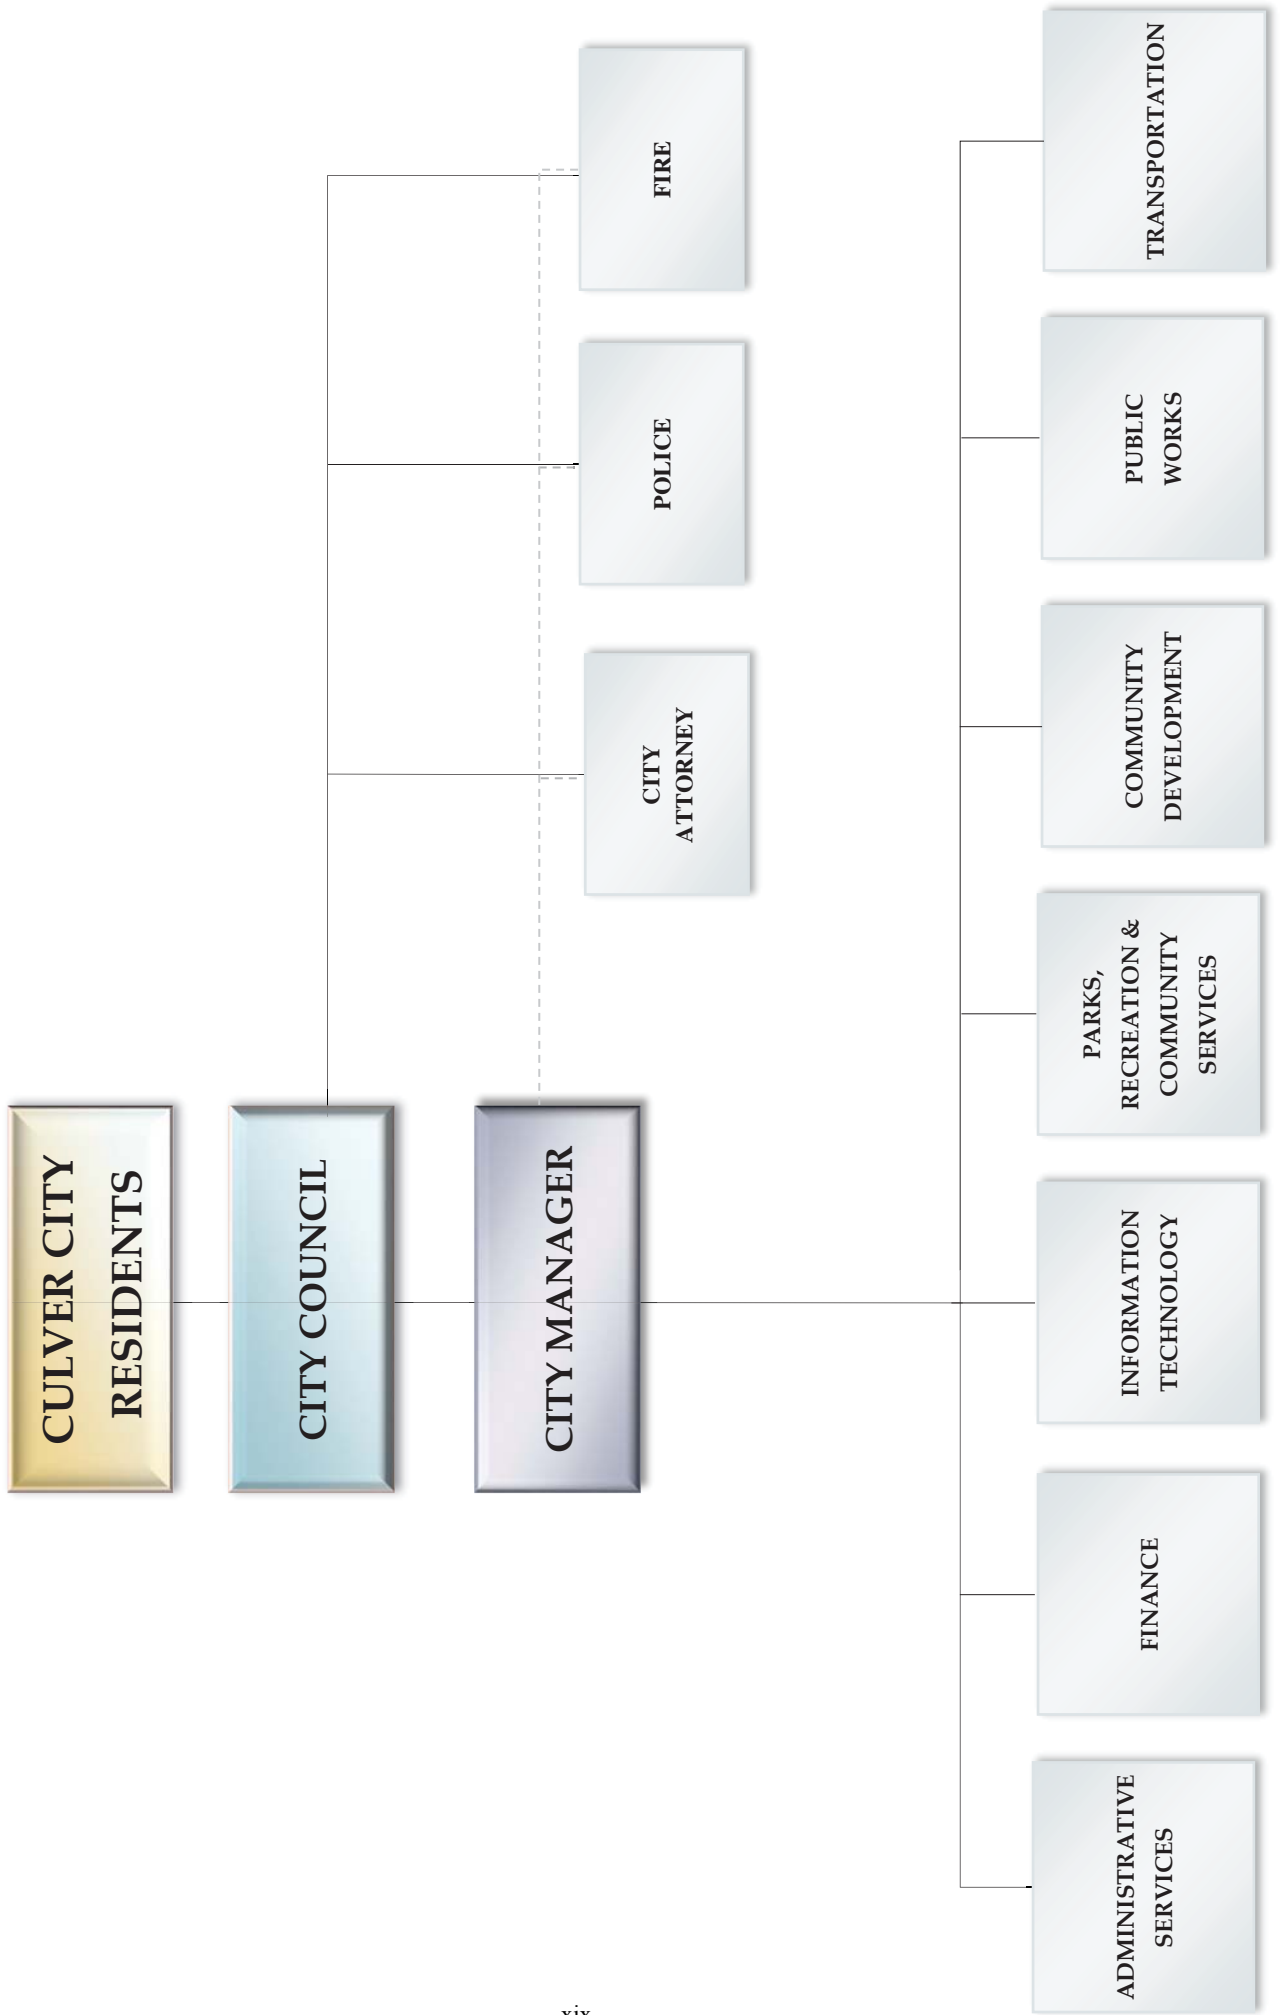 CULVER CITY
RESIDENTS
CITY COUNCIL
CITY MANAGER
CITY
ATTORNEY
POLICE
FIRE
ADMINISTRATIVE
SERVICES
FINANCE
INFORMATION
TECHNOLOGY
PARKS,
RECREATION &
COMMUNITY
SERVICES
COMMUNITY
DEVELOPMENT
PUBLIC
WORKS
TRANSPORTATION
xix